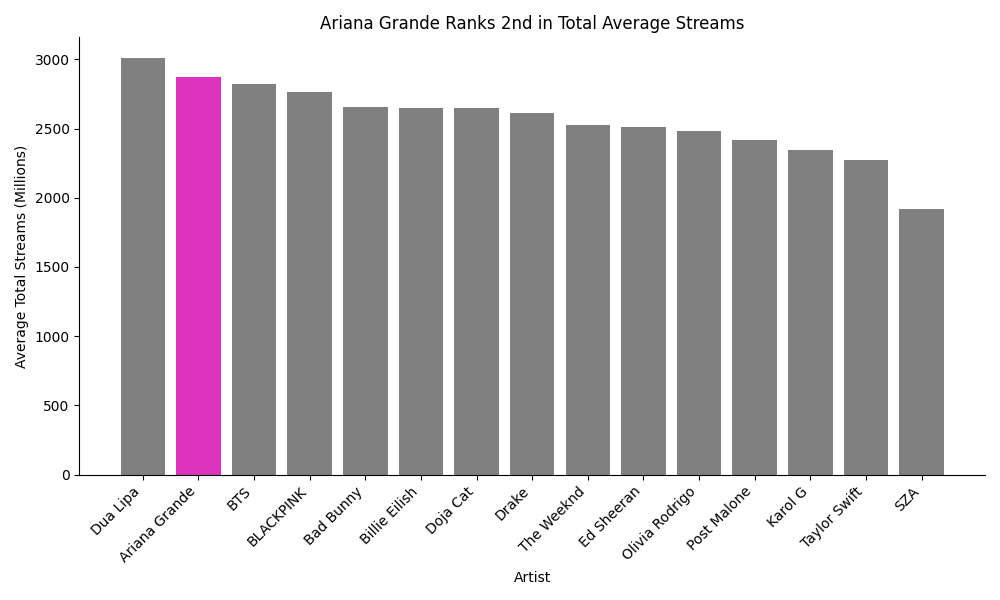 Ariana Grande Ranks 2nd in Total Average Streams
Average Total Streams (Millions)
3000
2500
2000
1500
1000
500
0
Dua Lipa
Ariana Grande
BTS
BLACKPINK
Bad Bunny
Billie Eilish
Doja Cat
Drake
The Weeknd
Ed Sheeran
Olivia Rodrigo
Post Malone
Karol G
Taylor Swift
SZA
Artist